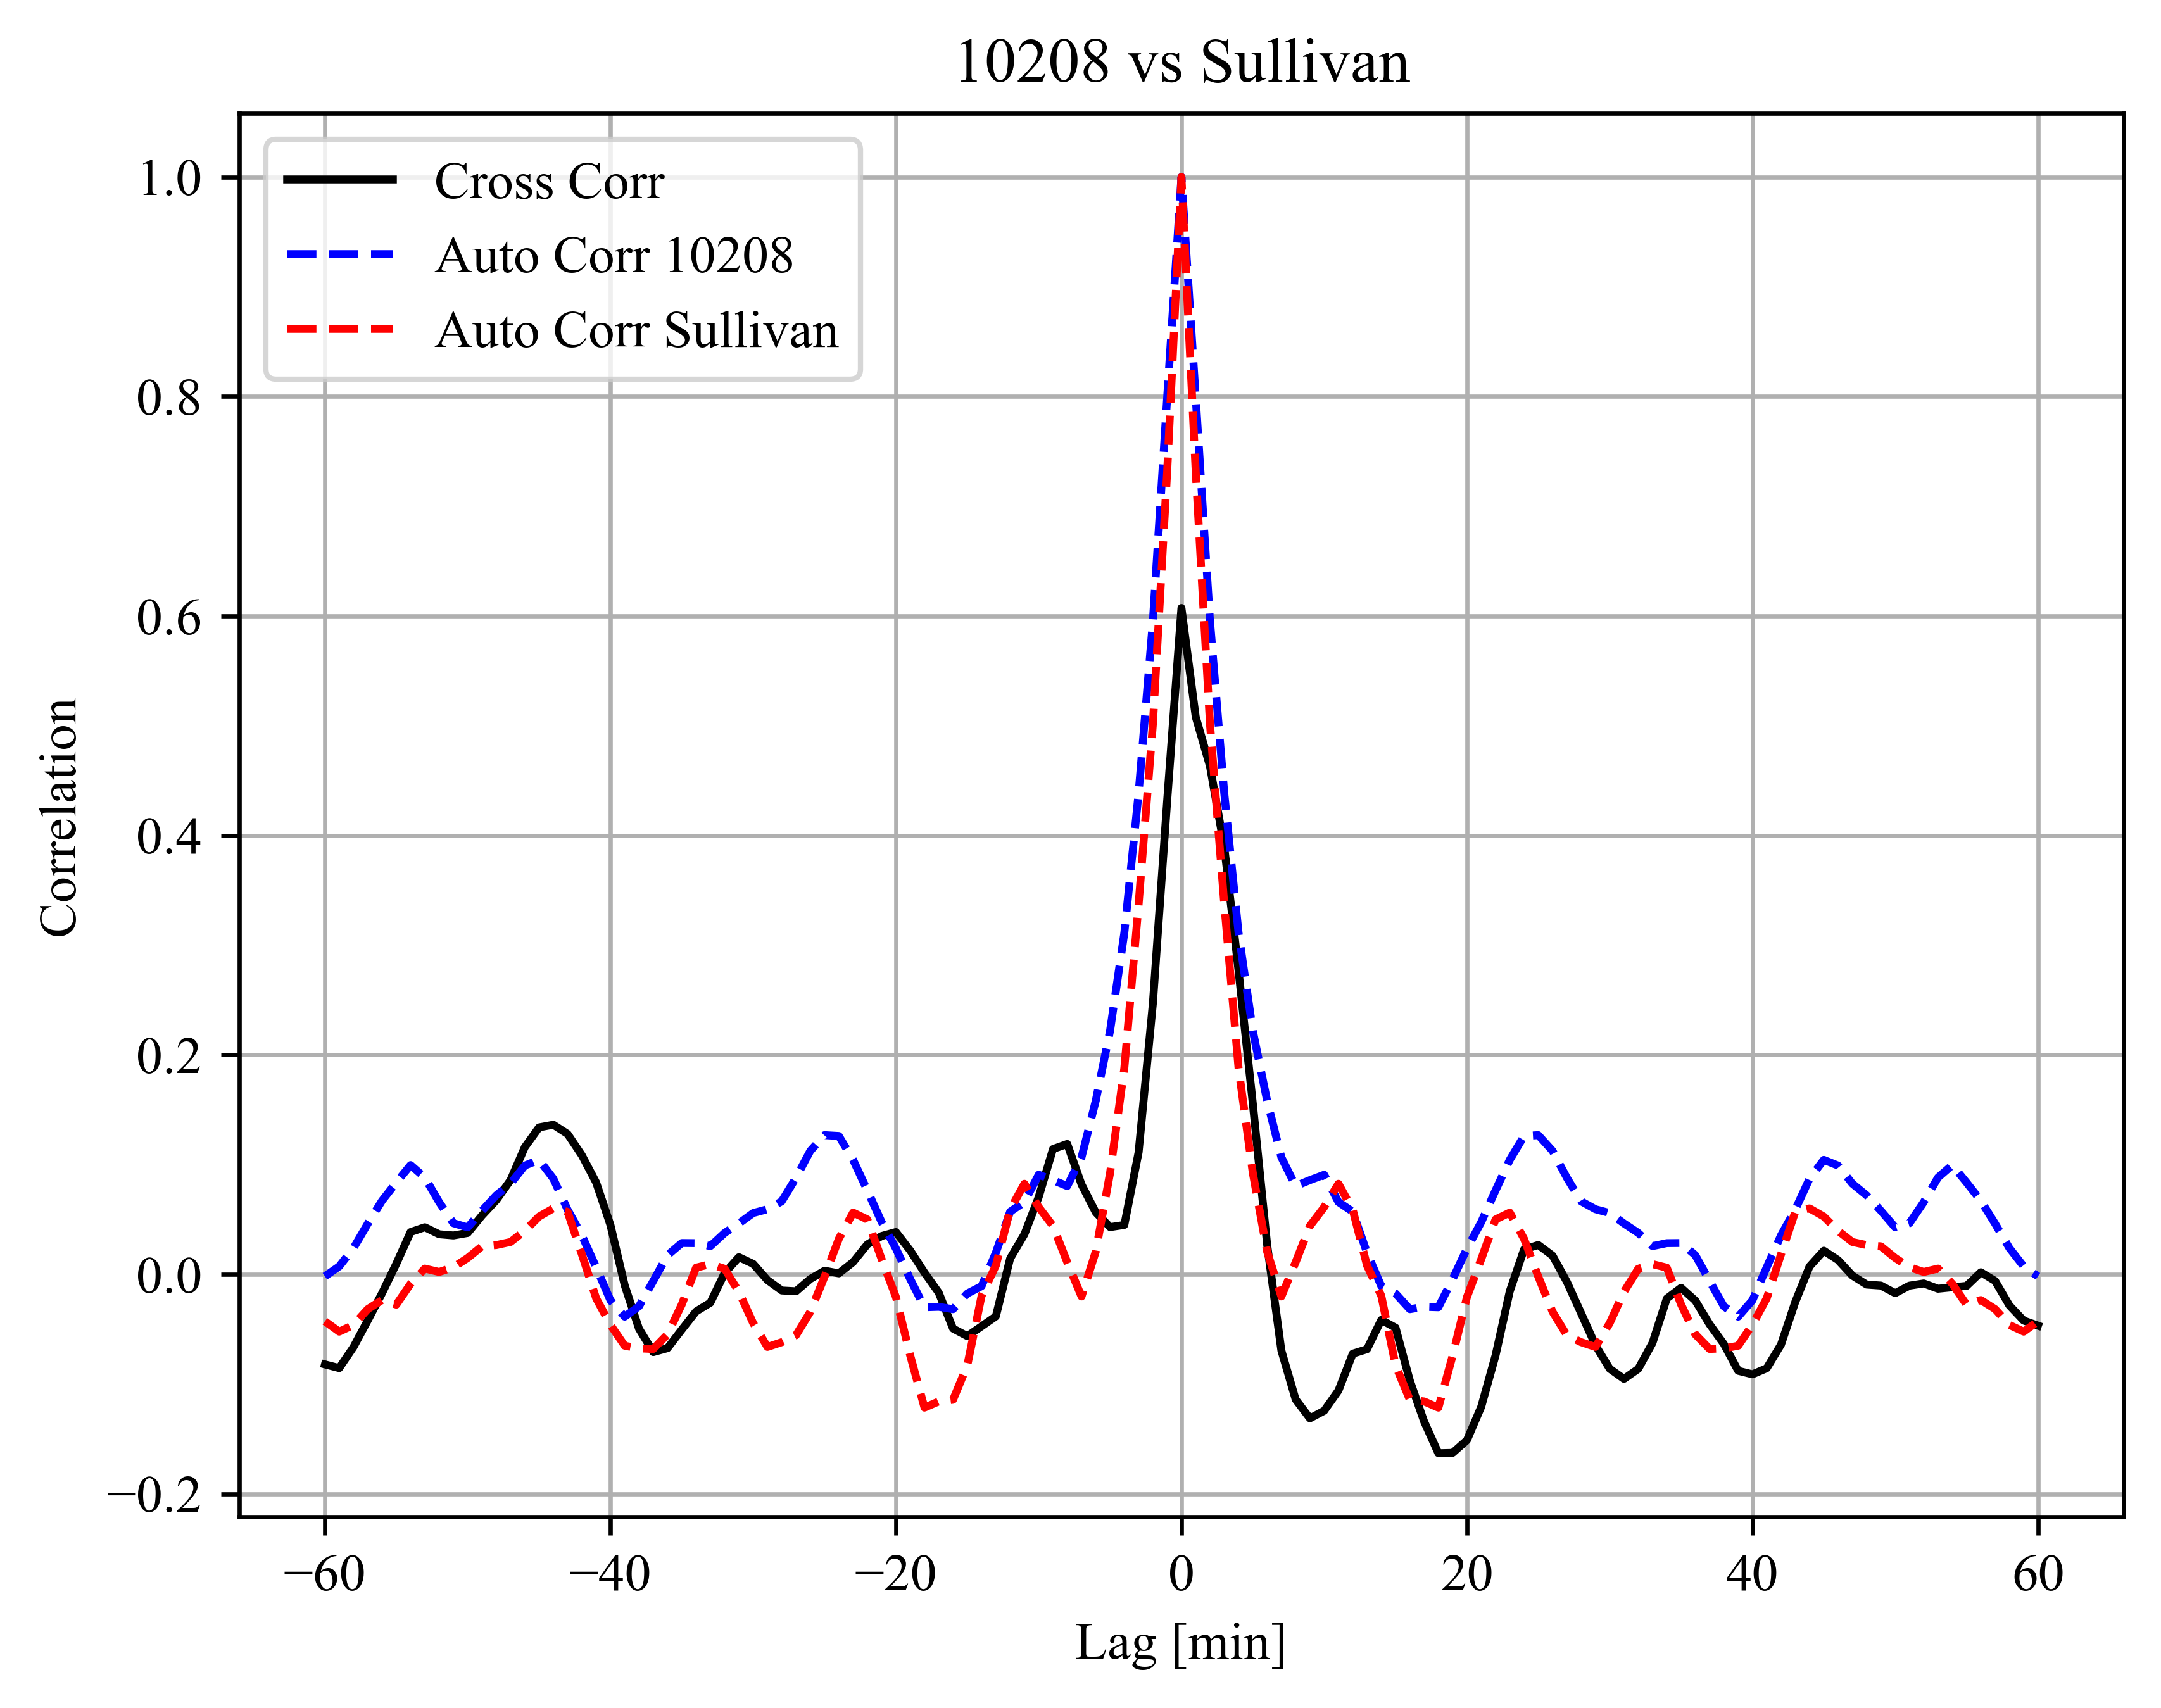 10208 vs Sullivan
Cross Corr
Auto Corr 10208
Auto Corr Sullivan
1.0
0.8
0.6
0.4
0.2
0.0
−0.2
Correlation
−60
−40
−20
0
20
40
60
Lag [min]